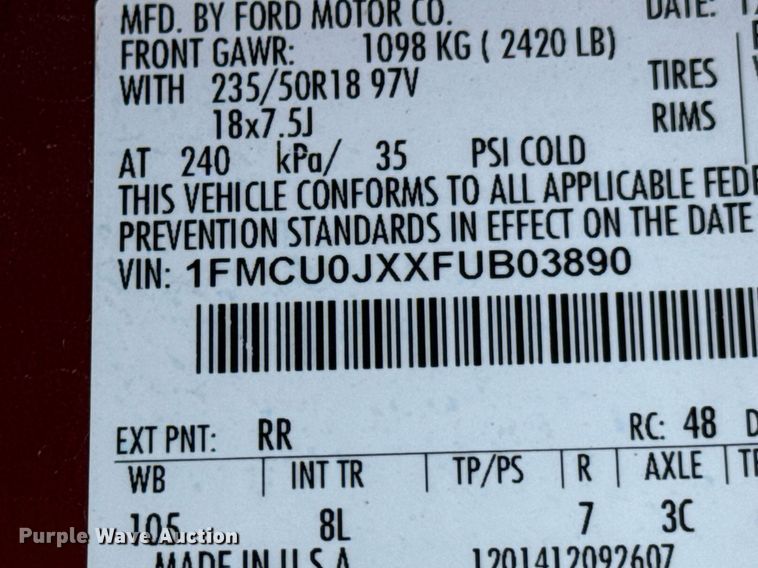 MFD. BY FORD MOTOR CO. DATE:
FRONT GAWR: 1098 KG ( 2420 LB)
WITH 235/50R18 97V TIRES
18x7.5J RIMS
AT 240 kPa/ 35 PSI COLD
THIS VEHICLE CONFORMS TO ALL APPLICABLE FEDE
PREVENTION STANDARDS IN EFFECT ON THE DATE
VIN: 1FMCU0JXXFUB03890
EXT PNT: RR RC: 48 D
WB INT TR TP/PS R AXLE T
105 8L 7 3C
MADE IN U.S.A. 1201412092607
Purple Wave Auction